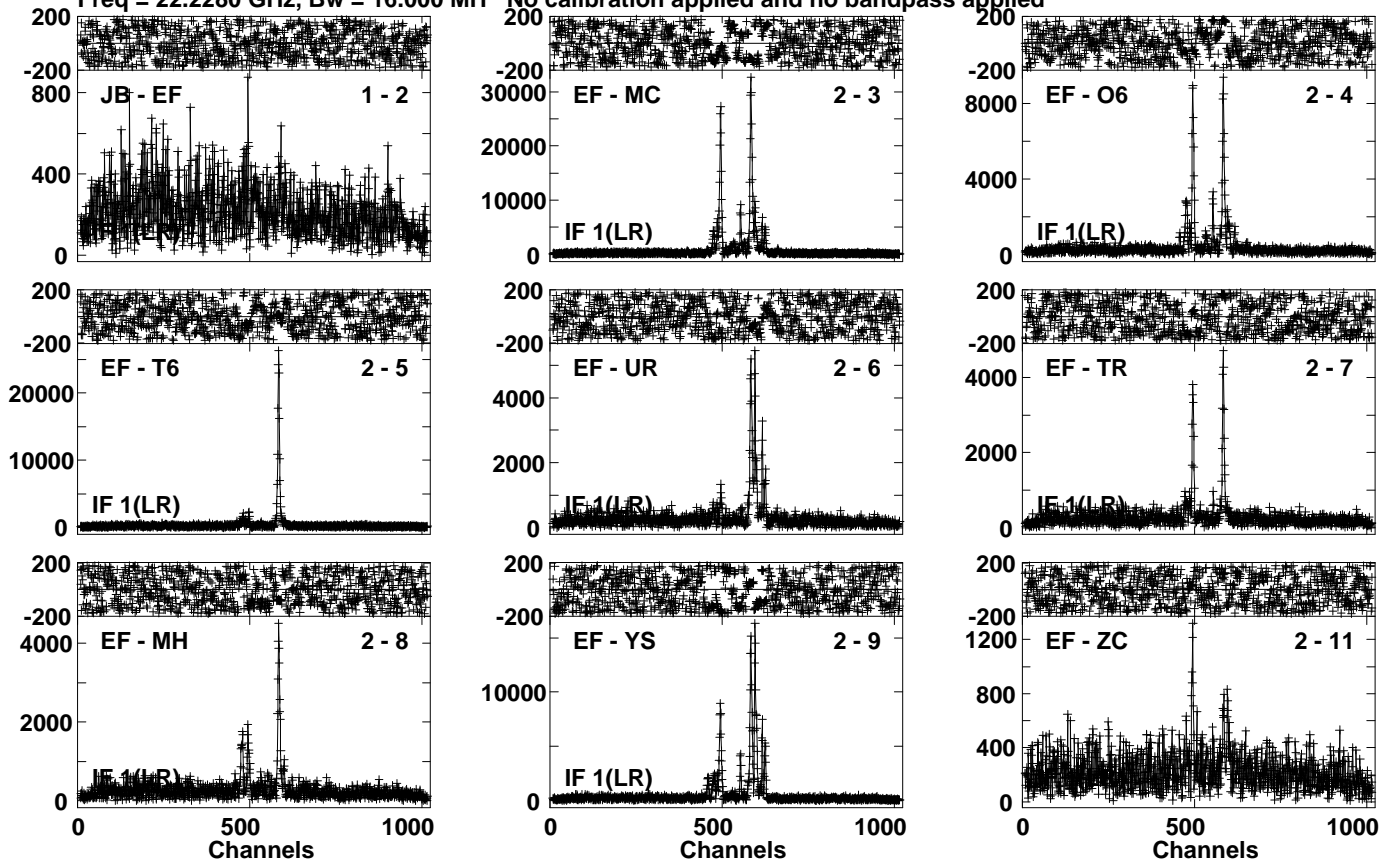 Freq = 22.2280 GHz, Bw = 16.000 MH No calibration applied and no bandpass applied
200
-200
JB - EF 1 - 2
800
400
0
IF 1(LR)
200
-200
EF - MC 2 - 3
30000
20000
10000
0
IF 1(LR)
200
-200
EF - O6 2 - 4
8000
4000
0
IF 1(LR)
200
-200
EF - T6 2 - 5
20000
10000
0
IF 1(LR)
200
-200
EF - UR 2 - 6
4000
2000
0
IF 1(LR)
200
-200
EF - TR 2 - 7
4000
2000
0
IF 1(LR)
200
-200
EF - MH 2 - 8
4000
2000
0
IF 1(LR)
0 500 1000
Channels
200
-200
EF - YS 2 - 9
10000
0
IF 1(LR)
0 500 1000
Channels
200
-200
EF - ZC 2 - 11
1200
800
400
0
0 500 1000
Channels